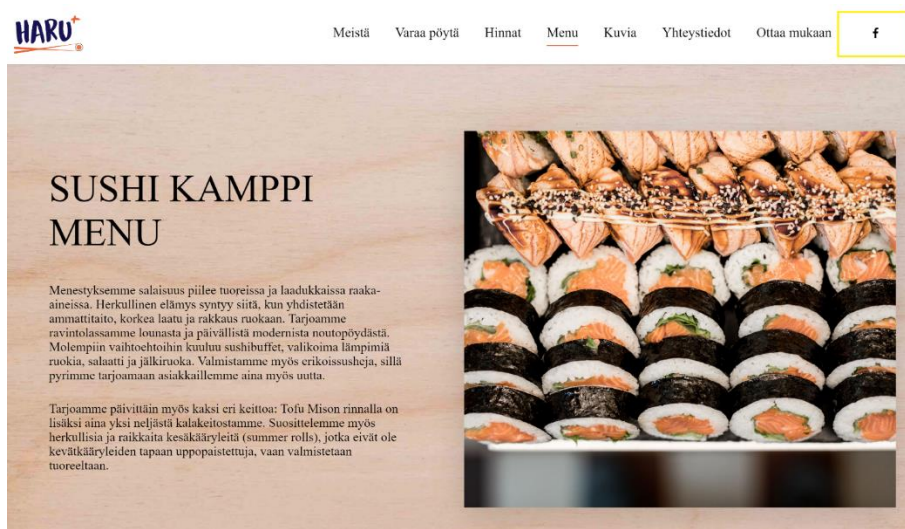 HARU+
Meistä Varaa pöytä Hinnat Menu Kuvia Yhteystiedot Ottaa mukaan f
SUSHI KAMPPI
MENU
Menestyksemme salaisuus piilee tuoreissa ja laadukkaissa raaka-
aineissa. Herkullinen elämys syntyy siitä, kun yhdistetään
ammattitaito, korkea laatu ja rakkaus ruokaan. Tarjoamme
ravintolassamme lounasta ja päivällistä modernista noutopöydästä.
Molempiin vaihtoehtoihin kuuluu sushibuffet, valikoima lämpimiä
ruokia, salaatti ja jälkiruoka. Valmistamme myös erikoissusheja, sillä
pyrimme tarjoamaan asiakkaillemme aina myös uutta.
Tarjoamme päivittäin myös kaksi eri keittoa: Tofu Mison rinnalla on
lisäksi aina yksi neljästä kalakeitostamme. Suosittelemme myös
herkullisia ja raikkaita kesäkääryleitä (summer rolls), jotka eivät ole
kevätkääryleiden tapaan uppopaistettuja, vaan valmistetaan
tuoreeltaan.